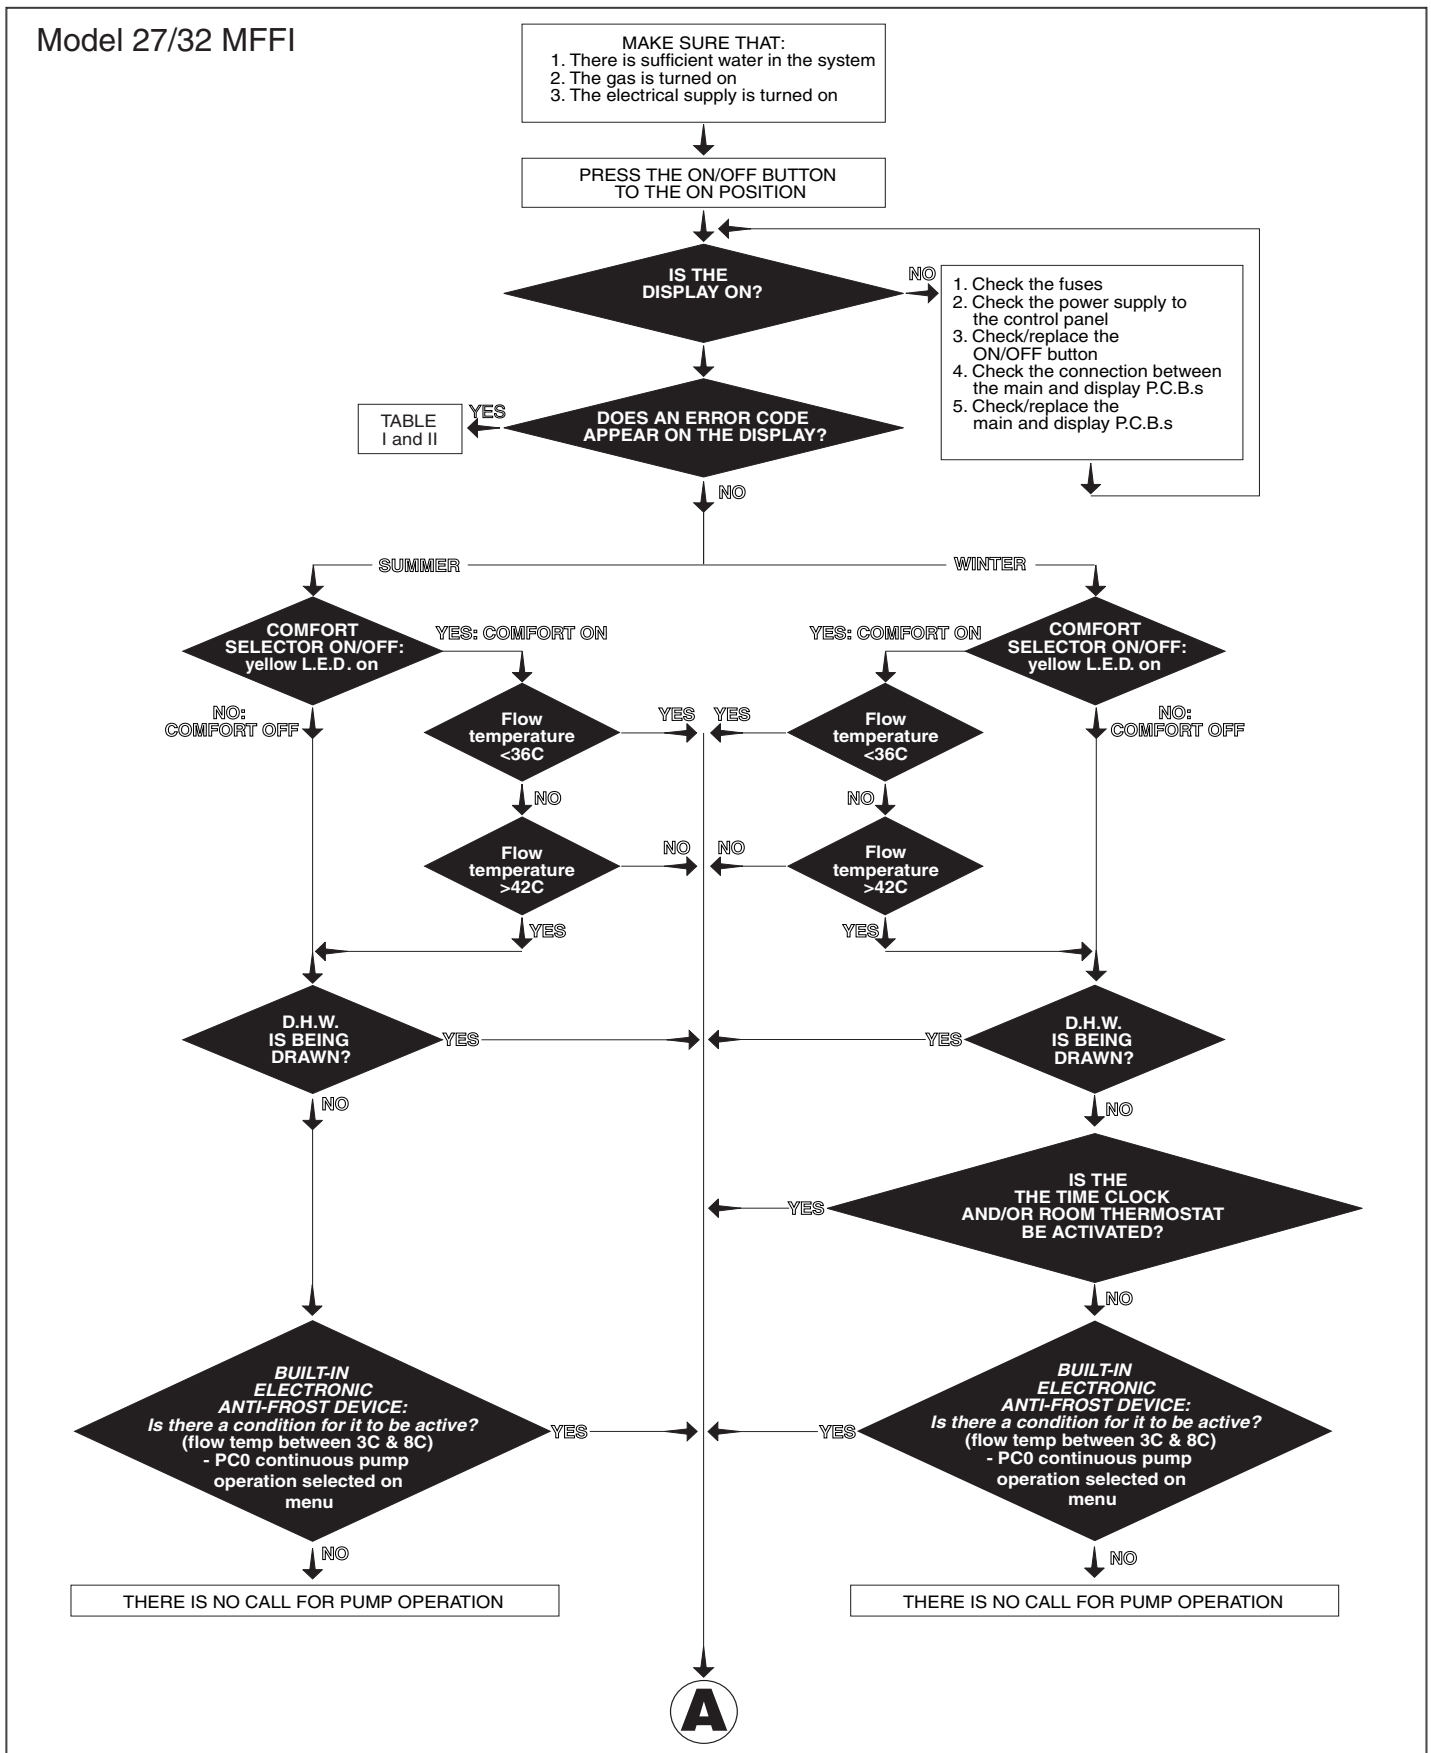 Model 27/32 MFFI
MAKE SURE THAT:
1. There is sufficient water in the system
2. The gas is turned on
3. The electrical supply is turned on
PRESS THE ON/OFF BUTTON
TO THE ON POSITION
IS THE
DISPLAY ON?
NO
1. Check the fuses
2. Check the power supply to
the control panel
3. Check/replace the
ON/OFF button
4. Check the connection between
the main and display P.C.B.s
5. Check/replace the
main and display P.C.B.s
DOES AN ERROR CODE
APPEAR ON THE DISPLAY?
YES
TABLE
I and II
NO
SUMMER
WINTER
COMFORT
SELECTOR ON/OFF:
yellow L.E.D. on
YES: COMFORT ON
YES: COMFORT ON
COMFORT
SELECTOR ON/OFF:
yellow L.E.D. on
NO:
COMFORT OFF
Flow
temperature
<36C
YES
YES
Flow
temperature
<36C
NO:
COMFORT OFF
NO
NO
Flow
temperature
>42C
NO
NO
Flow
temperature
>42C
YES
YES
D.H.W.
IS BEING
DRAWN?
YES
YES
D.H.W.
IS BEING
DRAWN?
NO
NO
YES
IS THE
THE TIME CLOCK
AND/OR ROOM THERMOSTAT
BE ACTIVATED?
NO
BUILT-IN
ELECTRONIC
ANTI-FROST DEVICE:
Is there a condition for it to be active?
(flow temp between 3C & 8C)
- PC0 continuous pump
operation selected on
menu
YES
YES
BUILT-IN
ELECTRONIC
ANTI-FROST DEVICE:
Is there a condition for it to be active?
(flow temp between 3C & 8C)
- PC0 continuous pump
operation selected on
menu
NO
NO
THERE IS NO CALL FOR PUMP OPERATION
THERE IS NO CALL FOR PUMP OPERATION
A